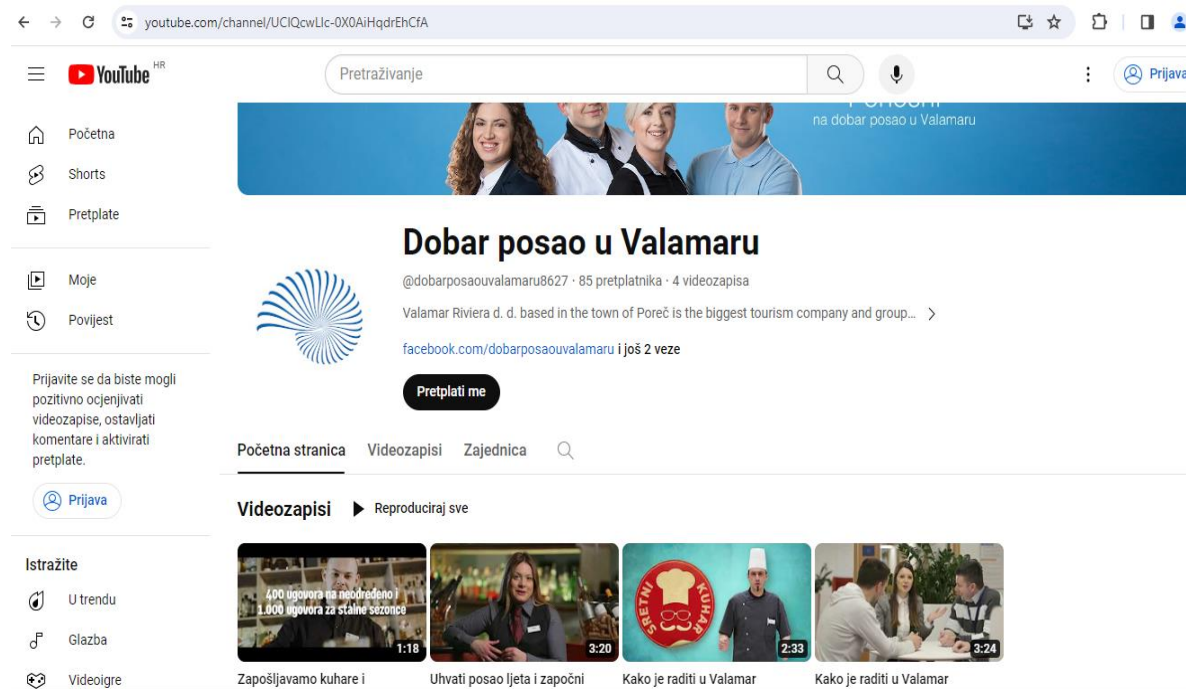 youtube.com/channel/UCIQcwLIc-0X0AiHqdrEhCfA
YouTube HR
Pretraživanje
Prijava
Početna
Shorts
Pretplate
Moje
Povijest
Prijavite se da biste mogli
pozitivno ocjenjivati
videozapise, ostavljati
komentare i aktivirati
pretplate.
Prijava
Istražite
U trendu
Glazba
Videoigre
na dobar posao u Valamaru
Dobar posao u Valamaru
@dobarposaouvalamaru8627 · 85 pretplatnika · 4 videozapisa
Valamar Riviera d. d. based in the town of Poreč is the biggest tourism company and group...
facebook.com/dobarposaouvalamaru i još 2 veze
Pretplati me
Početna stranica Videozapisi Zajednica
Videozapisi Reproduciraj sve
400 ugovora na neodređeno i
1.000 ugovora za stalne sezonce
1:18
3:20
SRETNI KUHAR
2:33
3:24
Zapošljavamo kuhare i
Uhvati posao ljeta i započni
Kako je raditi u Valamar
Kako je raditi u Valamar